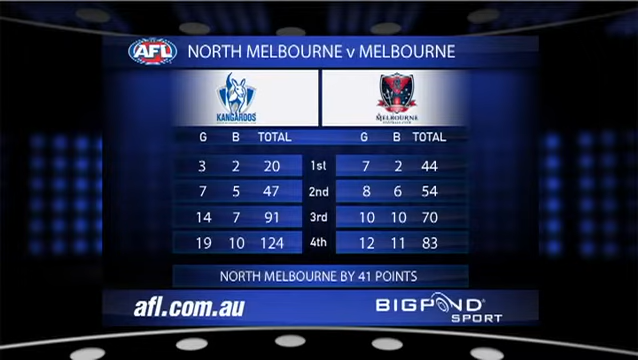 AFL NORTH MELBOURNE v MELBOURNE
KANGAROOS MELBOURNE
G B TOTAL G B TOTAL
3 2 20 1st 7 2 44
7 5 47 2nd 8 6 54
14 7 91 3rd 10 10 70
19 10 124 4th 12 11 83
NORTH MELBOURNE BY 41 POINTS
afl.com.au BIGPOND SPORT